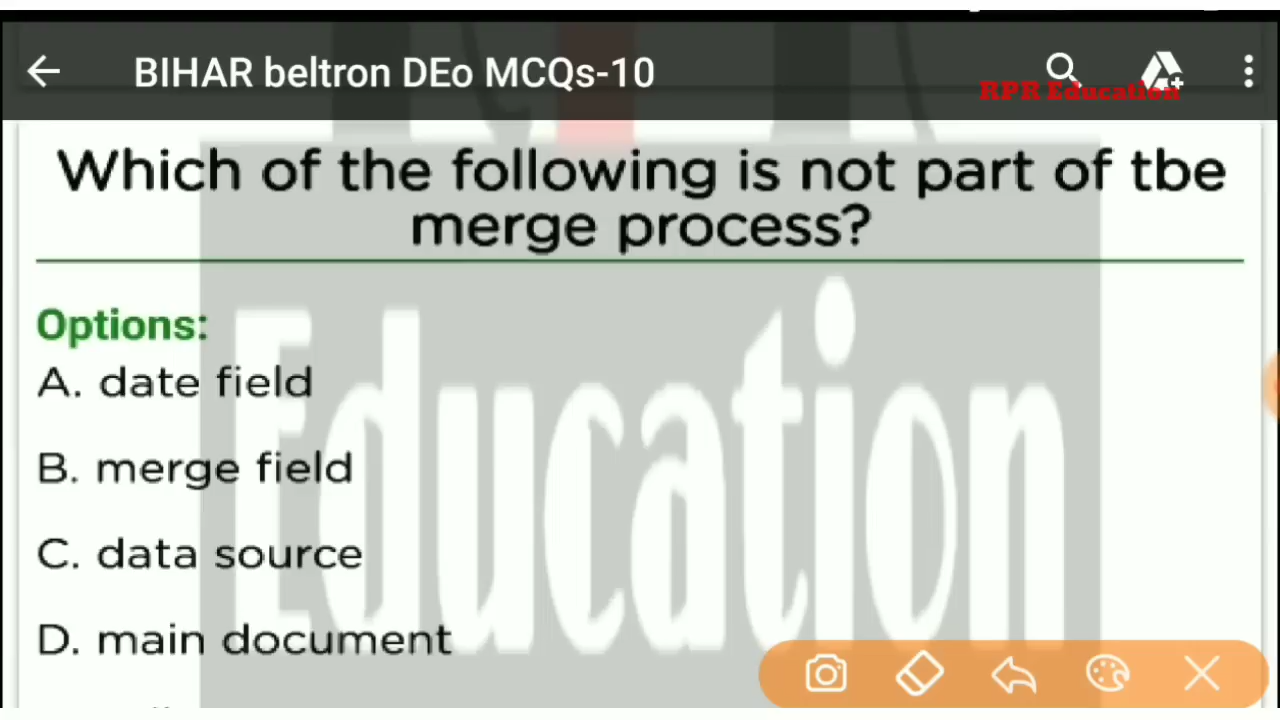 BIHAR beltron DEo MCQs-10
RPR Education
Which of the following is not part of tbe
merge process?
Options:
A. date field
B. merge field
C. data source
D. main document
Education